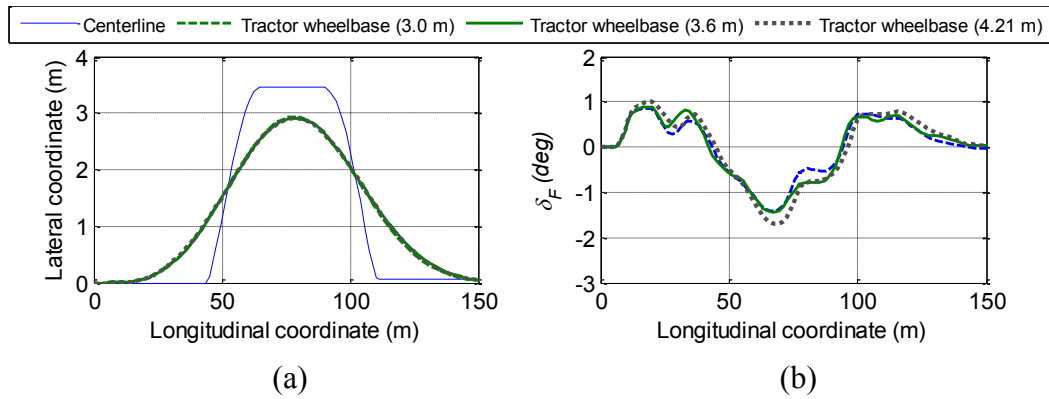 Centerline Tractor wheelbase (3.0 m) Tractor wheelbase (3.6 m) Tractor wheelbase (4.21 m)
4
3
2
1
0
Lateral coordinate (m)
0 50 100 150
Longitudinal coordinate (m)
(a)
2
1
0
-1
-2
-3
δF (deg)
0 50 100 150
Longitudinal coordinate (m)
(b)